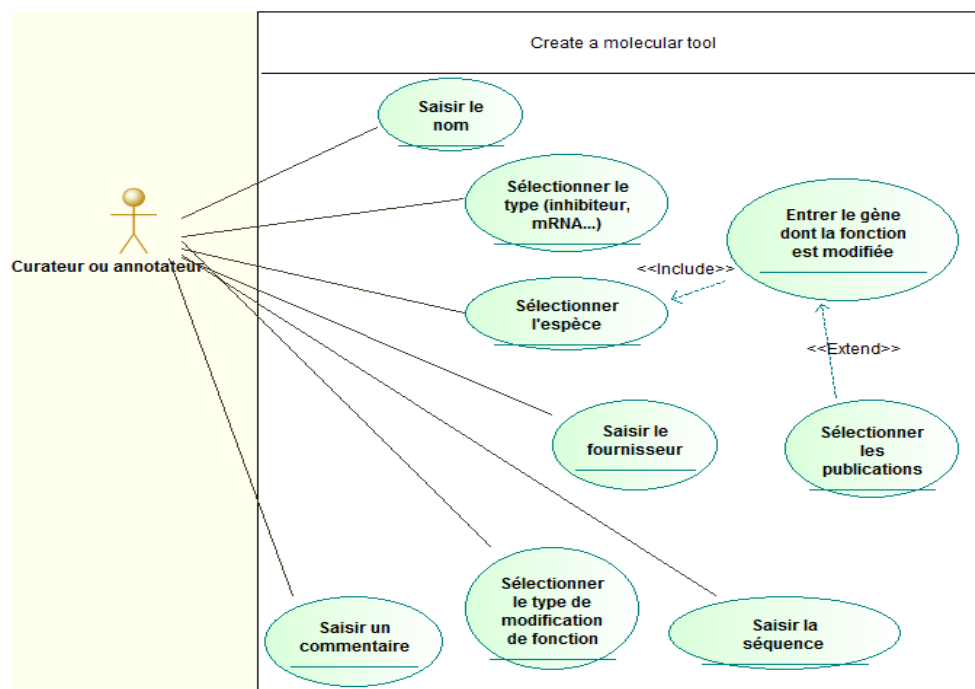 Create a molecular tool
Saisir le
nom
Sélectionner le
type (inhibiteur,
mRNA...)
Entrer le gène
dont la fonction
est modifiée
Curateur ou annotateur
<<Include>>
Sélectionner
l'espèce
<<Extend>>
Saisir le
fournisseur
Sélectionner
les
publications
Sélectionner
le type de
modification
de fonction
Saisir un
commentaire
Saisir la
séquence